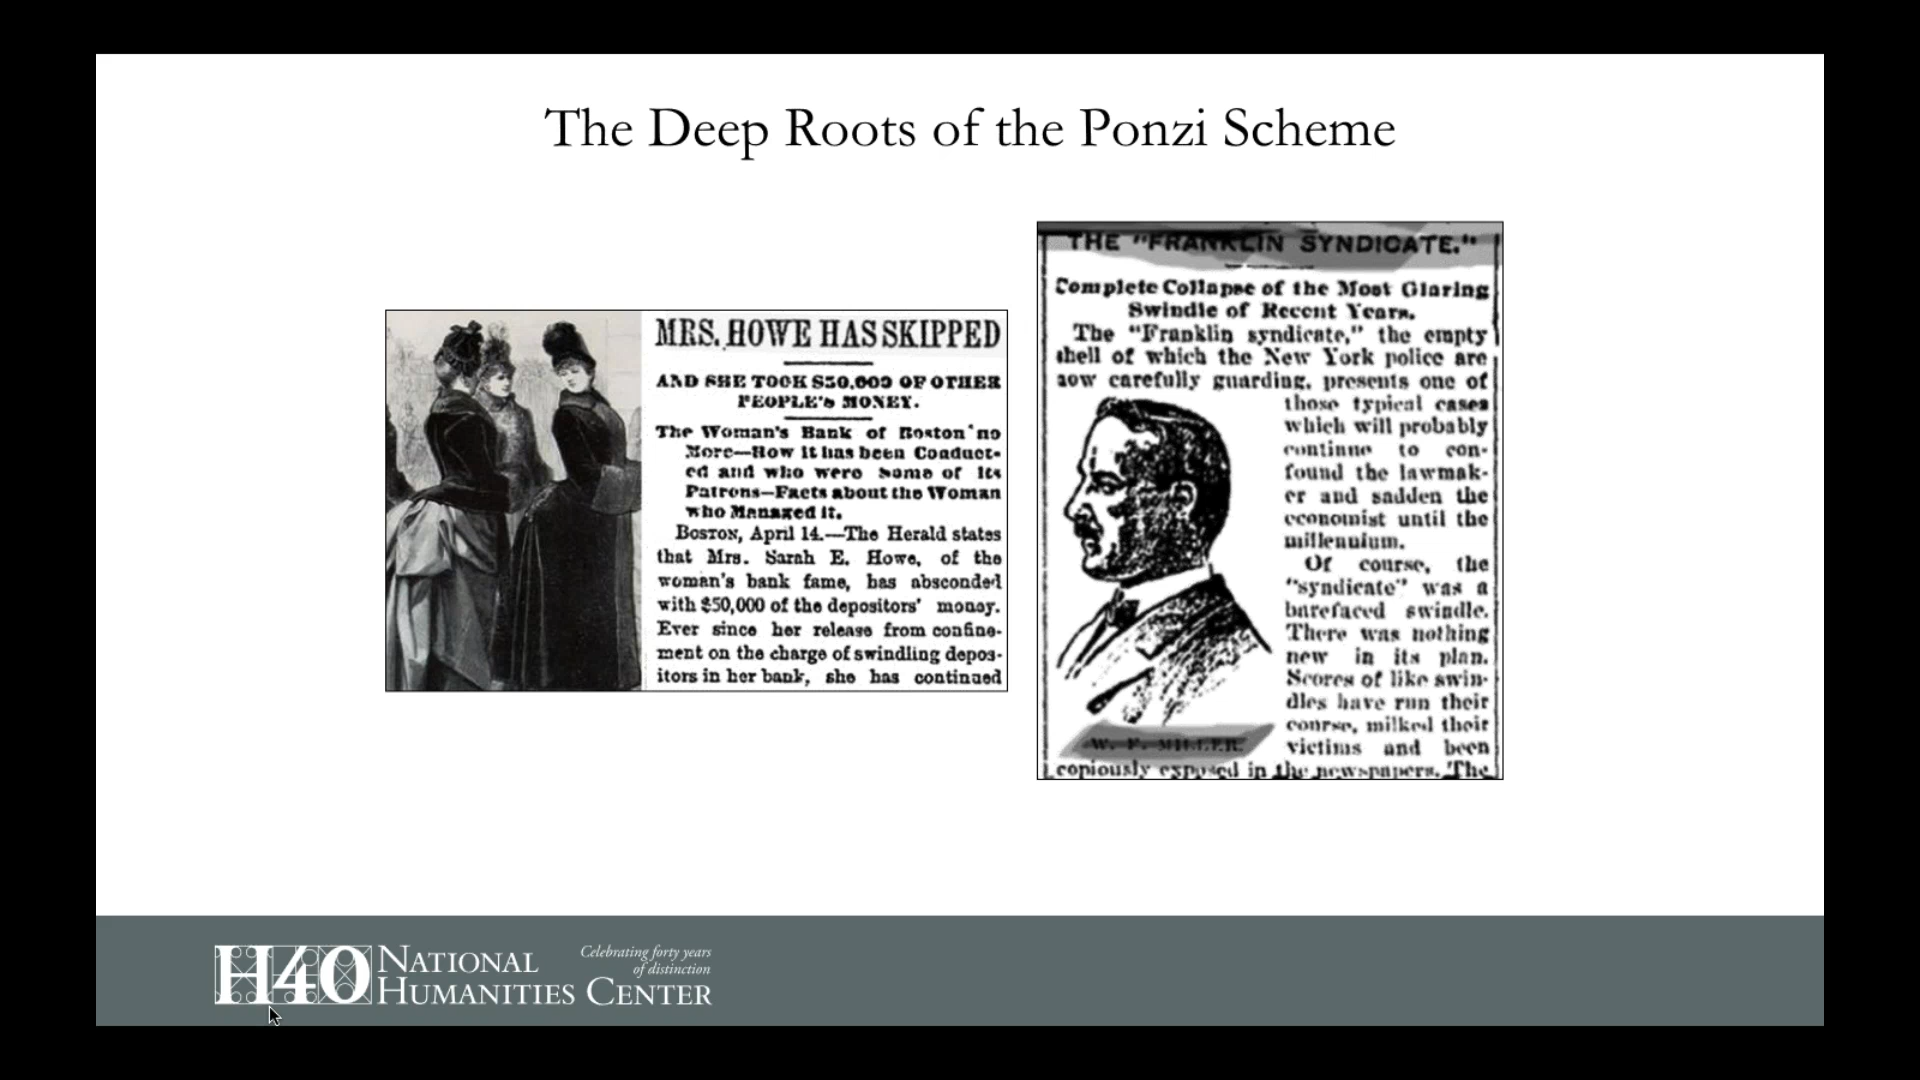 The Deep Roots of the Ponzi Scheme
MRS. HOWE HAS SKIPPED
AND SHE TOOK $50,000 OF OTHER
PEOPLE'S MONEY.
The Woman's Bank of Boston no
More—How it has been Conduct-
ed and who were Some of Its
Patrons—Facts about the Woman
who Managed it.
BOSTON, April 14.—The Herald states
that Mrs. Sarah E. Howe, of the
woman's bank fame, has absconded
with $50,000 of the depositors' money.
Ever since her release from confine-
ment on the charge of swindling depos-
itors in her bank, she has continued
THE "FRANKLIN SYNDICATE."
Complete Collapse of the Most Glaring
Swindle of Recent Years.
The "Franklin syndicate," the empty
shell of which the New York police are
now carefully guarding, presents one of
those typical cases
which will probably
continue to con-
found the lawmak-
er and sadden the
economist until the
millennium.
Of course, the
"syndicate" was a
barefaced swindle.
There was nothing
new in its plan.
Scores of like swin-
dles have run their
course, milked their
victims and been
W. F. MILLER.
copiously exposed in the newspapers. The
H40 NATIONAL HUMANITIES CENTER
Celebrating forty years
of distinction